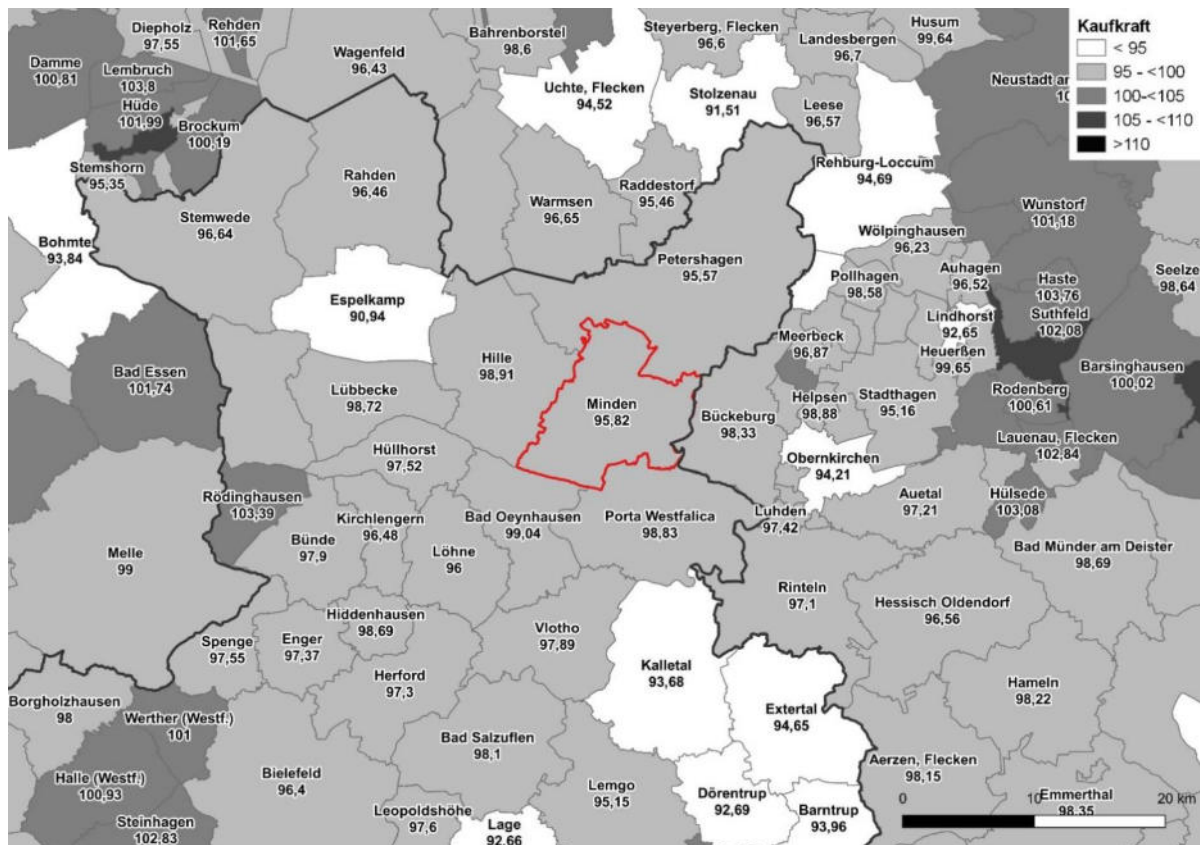 Diepholz
97,55
Rehden
101,65
Wagenfeld
96,43
Bahrenborstel
98,6
Steyerberg, Flecken
96,6
Landesbergen
96,7
Husum
99,64
Kaufkraft
< 95
95 - <100
100-<105
105 - <110
>110
Damme
100,81
Lembruch
103,8
Hüde
101,99
Brockum
100,19
Stemshorn
95,35
Uchte, Flecken
94,52
Stolzenau
91,51
Leese
96,57
Neustadt a
Rehburg-Loccum
94,69
Rahden
96,46
Stemwede
96,64
Warmsen
96,65
Raddestorf
95,46
Wunstorf
101,18
Wölpinghausen
96,23
Bohmte
93,84
Petershagen
95,57
Pollhagen
98,58
Auhagen
96,52
Haste
103,76
Seelze
98,64
Espelkamp
90,94
Suthfeld
102,08
Lindhorst
92,65
Meerbeck
96,87
Heuerßen
99,65
Hille
98,91
Bad Essen
101,74
Barsinghausen
100,02
Lübbecke
98,72
Minden
95,82
Bückeburg
98,33
Helpsen
98,88
Stadthagen
95,16
Rodenberg
100,61
Hüllhorst
97,52
Obernkirchen
94,21
Lauenau, Flecken
102,84
Rödinghausen
103,39
Kirchlengern
96,48
Bad Oeynhausen
99,04
Porta Westfalica
98,83
Luhden
97,42
Auetal
97,21
Hülsede
103,08
Melle
99
Bünde
97,9
Löhne
96
Bad Münder am Deister
98,69
Rinteln
97,1
Hessisch Oldendorf
96,56
Hiddenhausen
98,69
Spenge
97,55
Enger
97,37
Vlotho
97,89
Kalletal
93,68
Herford
97,3
Hameln
98,22
Borgholzhausen
98
Werther (Westf.)
101
Extertal
94,65
Bad Salzuflen
98,1
Aerzen, Flecken
98,15
Halle (Westf.)
100,93
Bielefeld
96,4
Lemgo
95,15
Dörentrup
92,69
Barntrup
93,96
Emmerthal
98,35
Steinhagen
102,83
Leopoldshöhe
97,6
Lage
92,66
0 10 20 km